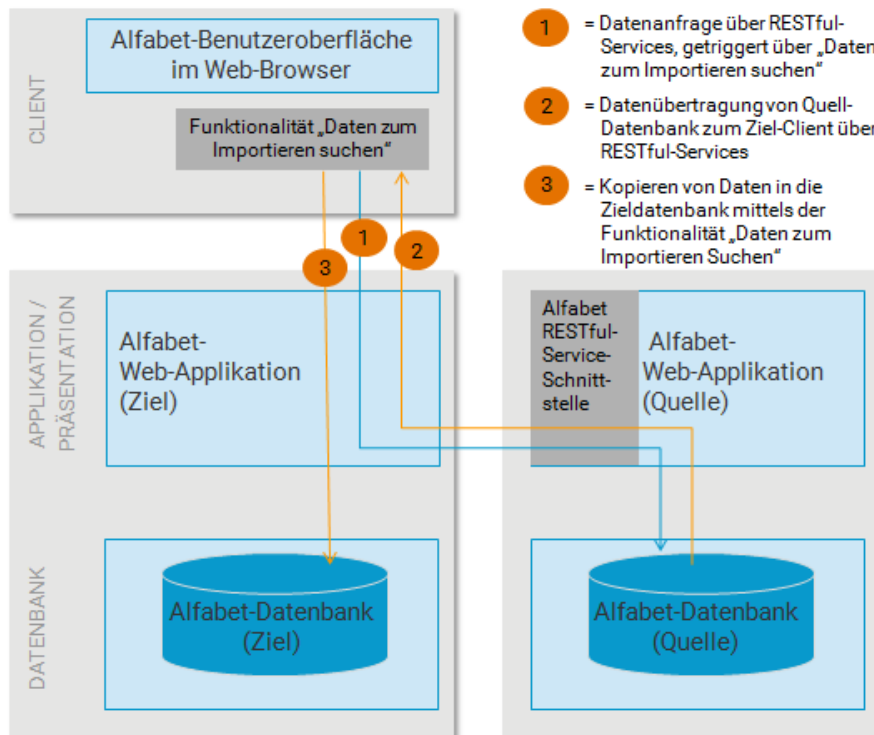 CLIENT
Alfabet-Benutzeroberfläche
im Web-Browser
Funktionalität „Daten zum
Importieren suchen“
1
= Datenanfrage über RESTful-
Services, getriggert über „Daten
zum Importieren suchen“
2
= Datenübertragung von Quell-
Datenbank zum Ziel-Client über
RESTful-Services
3
= Kopieren von Daten in die
Zieldatenbank mittels der
Funktionalität „Daten zum
Importieren Suchen“
1
2
3
APPLIKATION /
PRÄSENTATION
Alfabet-
Web-Applikation
(Ziel)
Alfabet
RESTful-
Service-
Schnitt-
stelle
Alfabet-
Web-Applikation
(Quelle)
DATENBANK
Alfabet-Datenbank
(Ziel)
Alfabet-Datenbank
(Quelle)